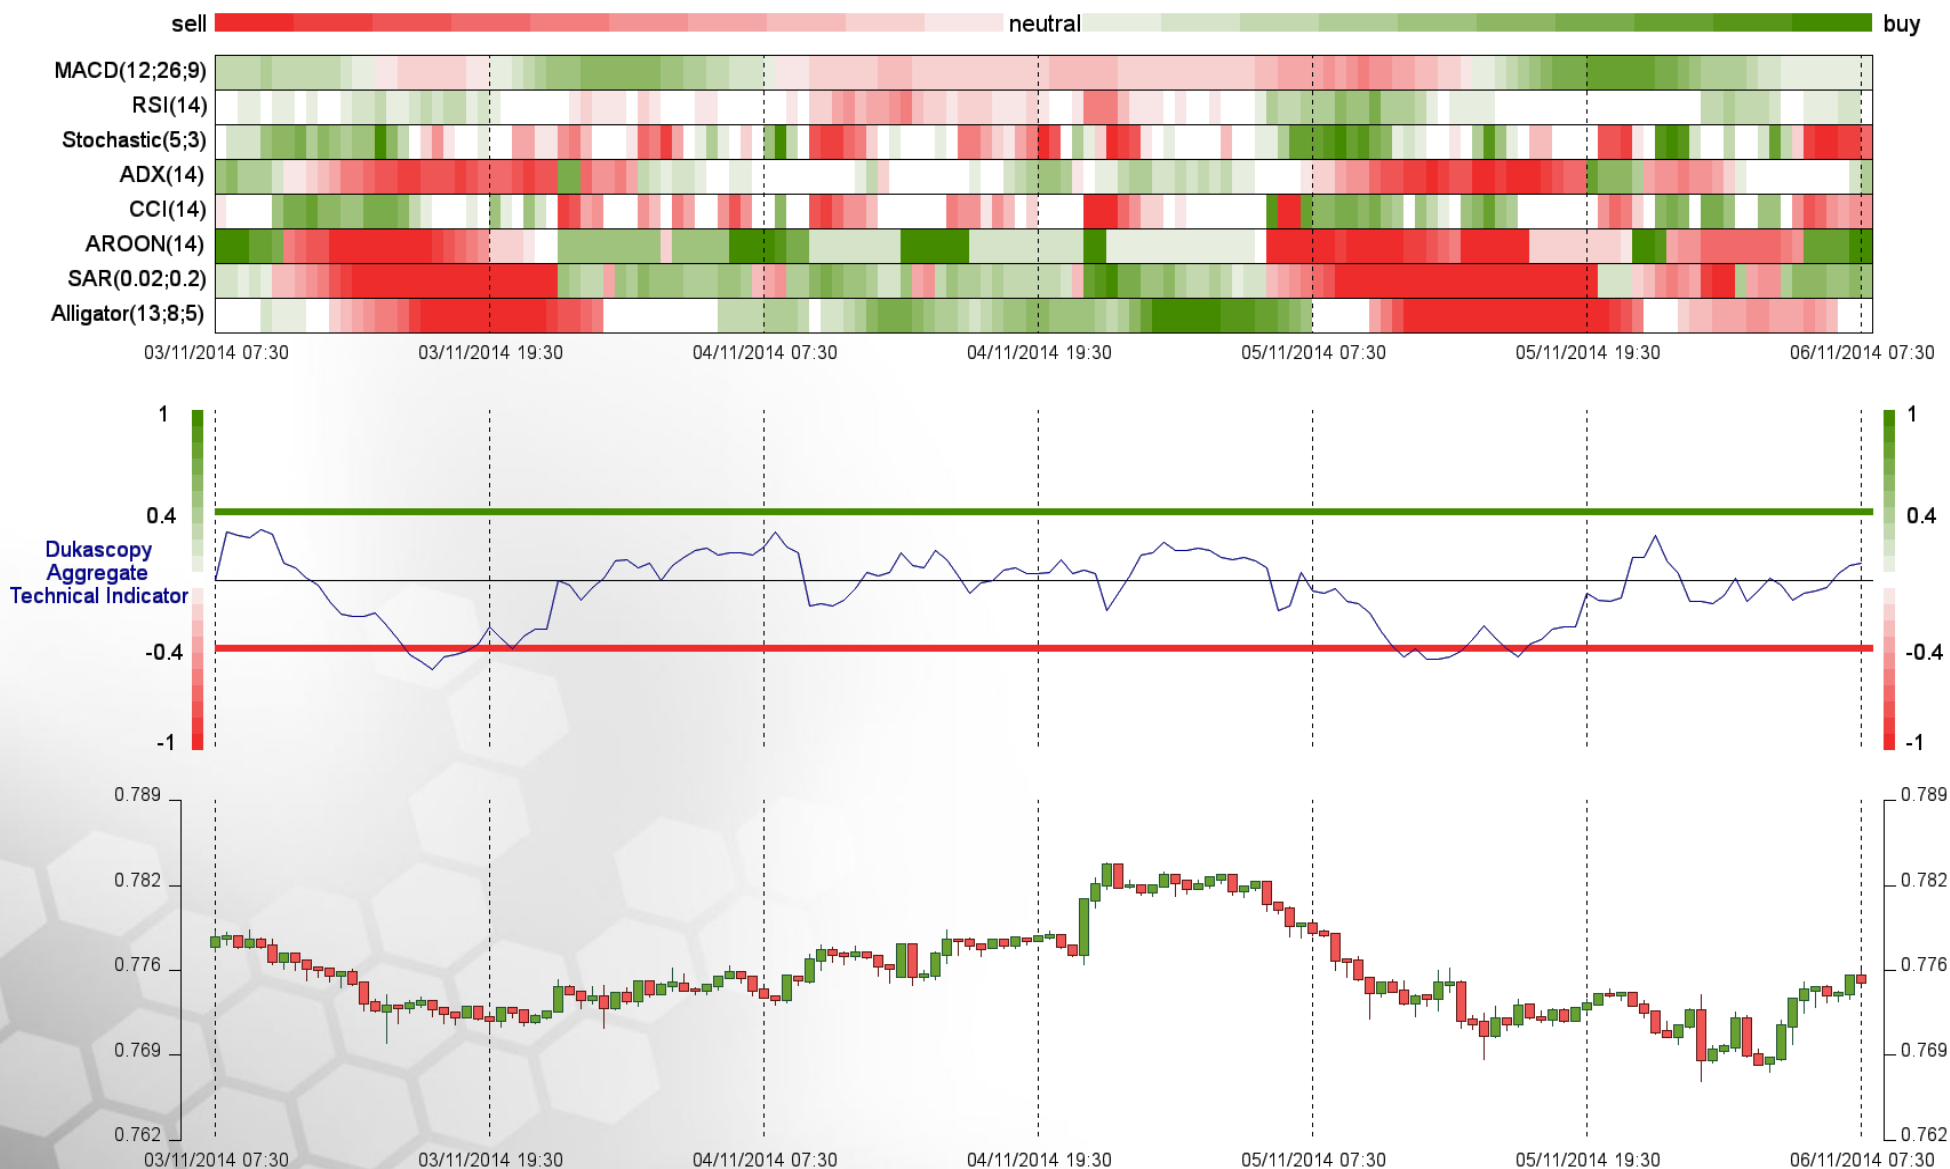 sell neutral buy
MACD(12;26;9)
RSI(14)
Stochastic(5;3)
ADX(14)
CCI(14)
AROON(14)
SAR(0.02;0.2)
Alligator(13;8;5)
03/11/2014 07:30 03/11/2014 19:30 04/11/2014 07:30 04/11/2014 19:30 05/11/2014 07:30 05/11/2014 19:30 06/11/2014 07:30
1 1
0.4 0.4
Dukascopy
Aggregate
Technical Indicator
-0.4 -0.4
-1 -1
0.789 0.789
0.782 0.782
0.776 0.776
0.769 0.769
0.762 0.762
03/11/2014 07:30 03/11/2014 19:30 04/11/2014 07:30 04/11/2014 19:30 05/11/2014 07:30 05/11/2014 19:30 06/11/2014 07:30